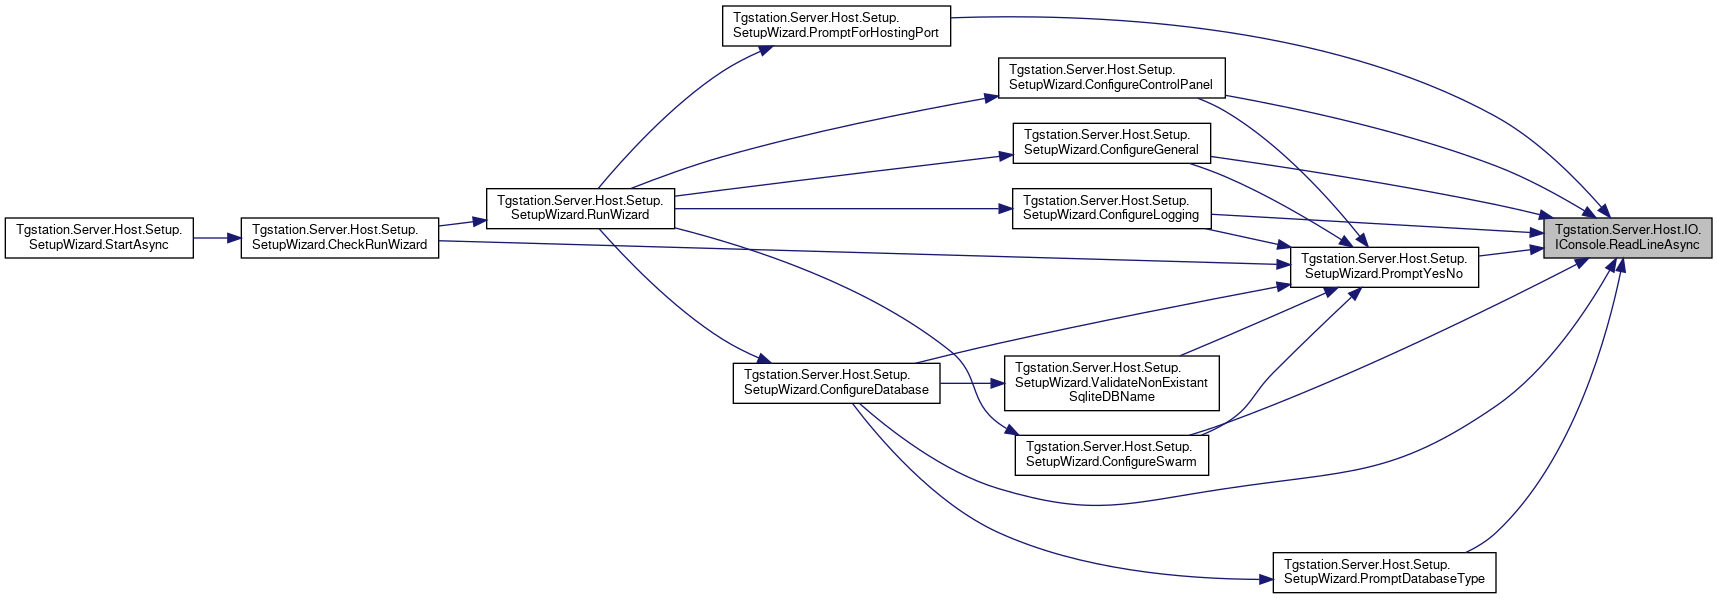 Tgstation.Server.Host.Setup.
SetupWizard.PromptForHostingPort
Tgstation.Server.Host.Setup.
SetupWizard.ConfigureControlPanel
Tgstation.Server.Host.Setup.
SetupWizard.ConfigureGeneral
Tgstation.Server.Host.Setup.
SetupWizard.RunWizard
Tgstation.Server.Host.Setup.
SetupWizard.ConfigureLogging
Tgstation.Server.Host.Setup.
SetupWizard.StartAsync
Tgstation.Server.Host.Setup.
SetupWizard.CheckRunWizard
Tgstation.Server.Host.IO.
IConsole.ReadLineAsync
Tgstation.Server.Host.Setup.
SetupWizard.PromptYesNo
Tgstation.Server.Host.Setup.
SetupWizard.ConfigureDatabase
Tgstation.Server.Host.Setup.
SetupWizard.ValidateNonExistant
SqliteDBName
Tgstation.Server.Host.Setup.
SetupWizard.ConfigureSwarm
Tgstation.Server.Host.Setup.
SetupWizard.PromptDatabaseType